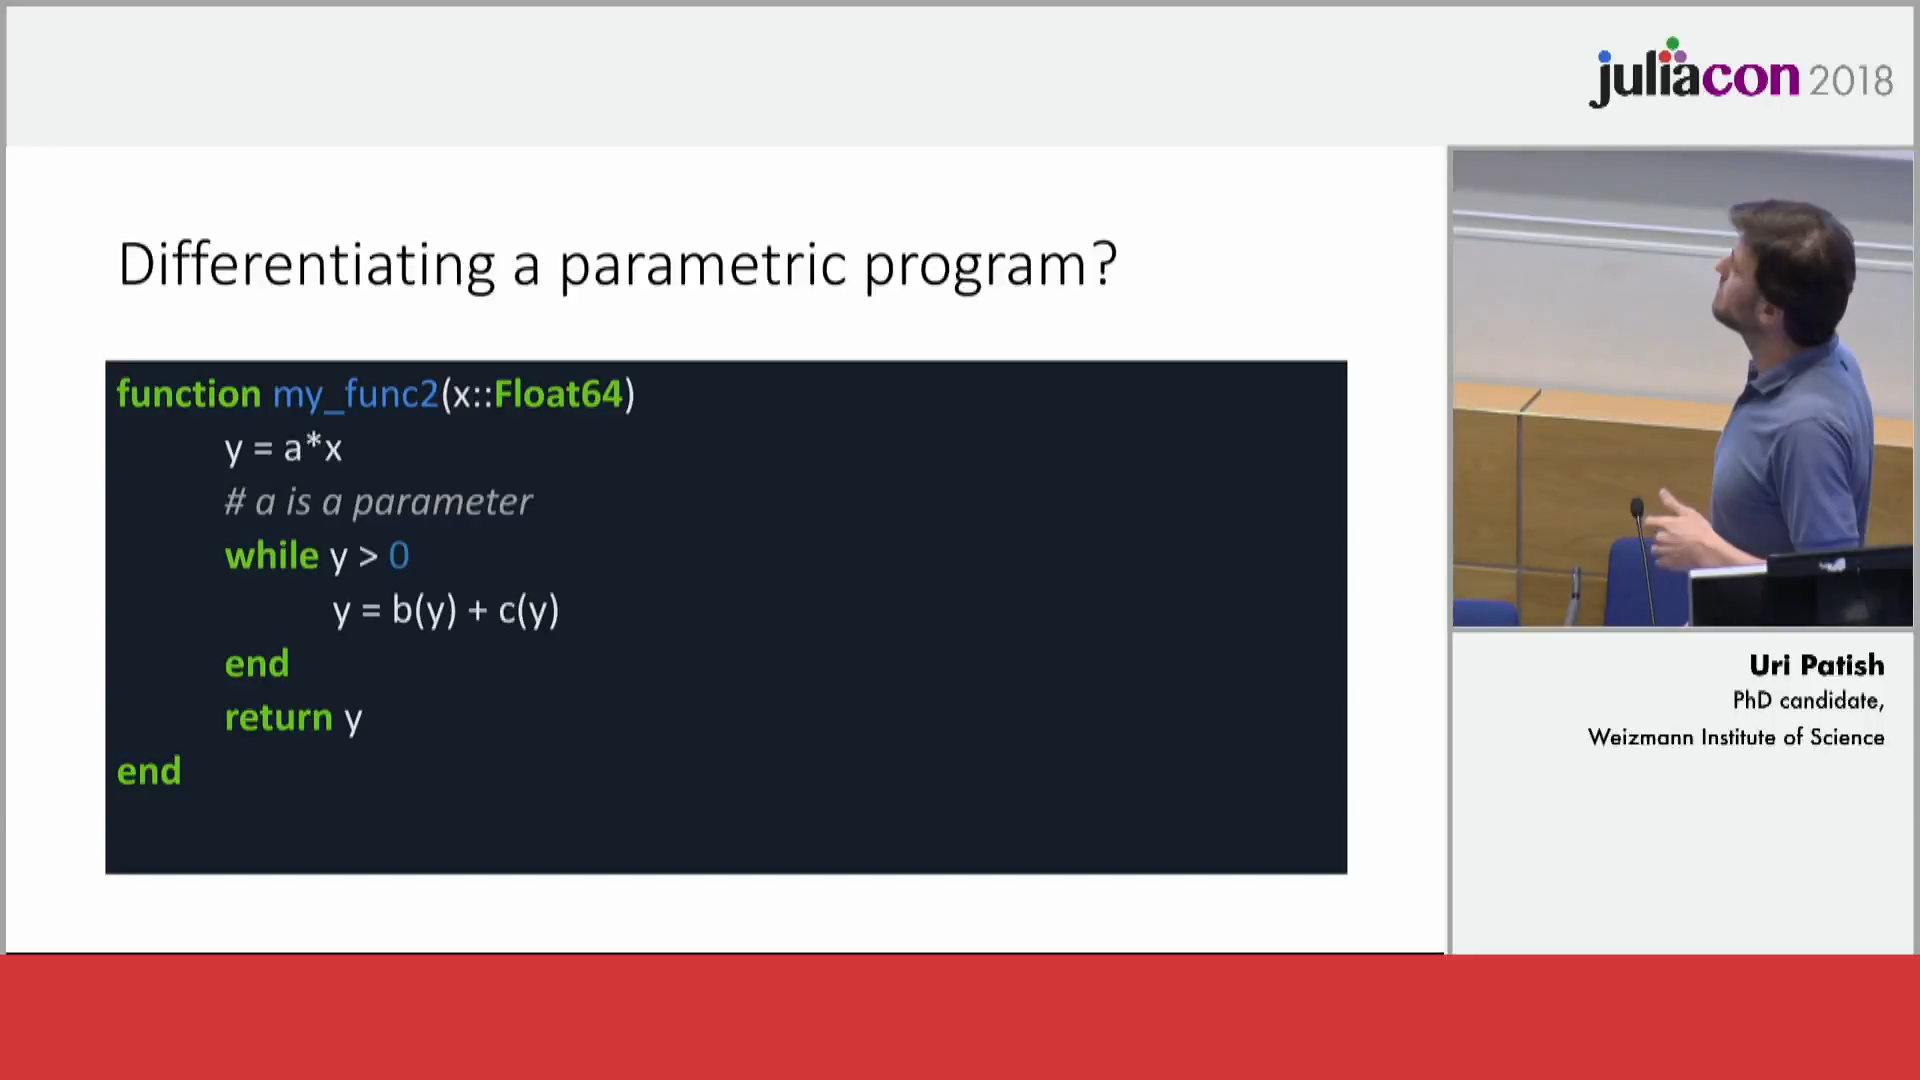 juliacon 2018
Differentiating a parametric program?
function my_func2(x::Float64)
y = a*x
# a is a parameter
while y > 0
y = b(y) + c(y)
end
return y
end
Uri Patish
PhD candidate,
Weizmann Institute of Science